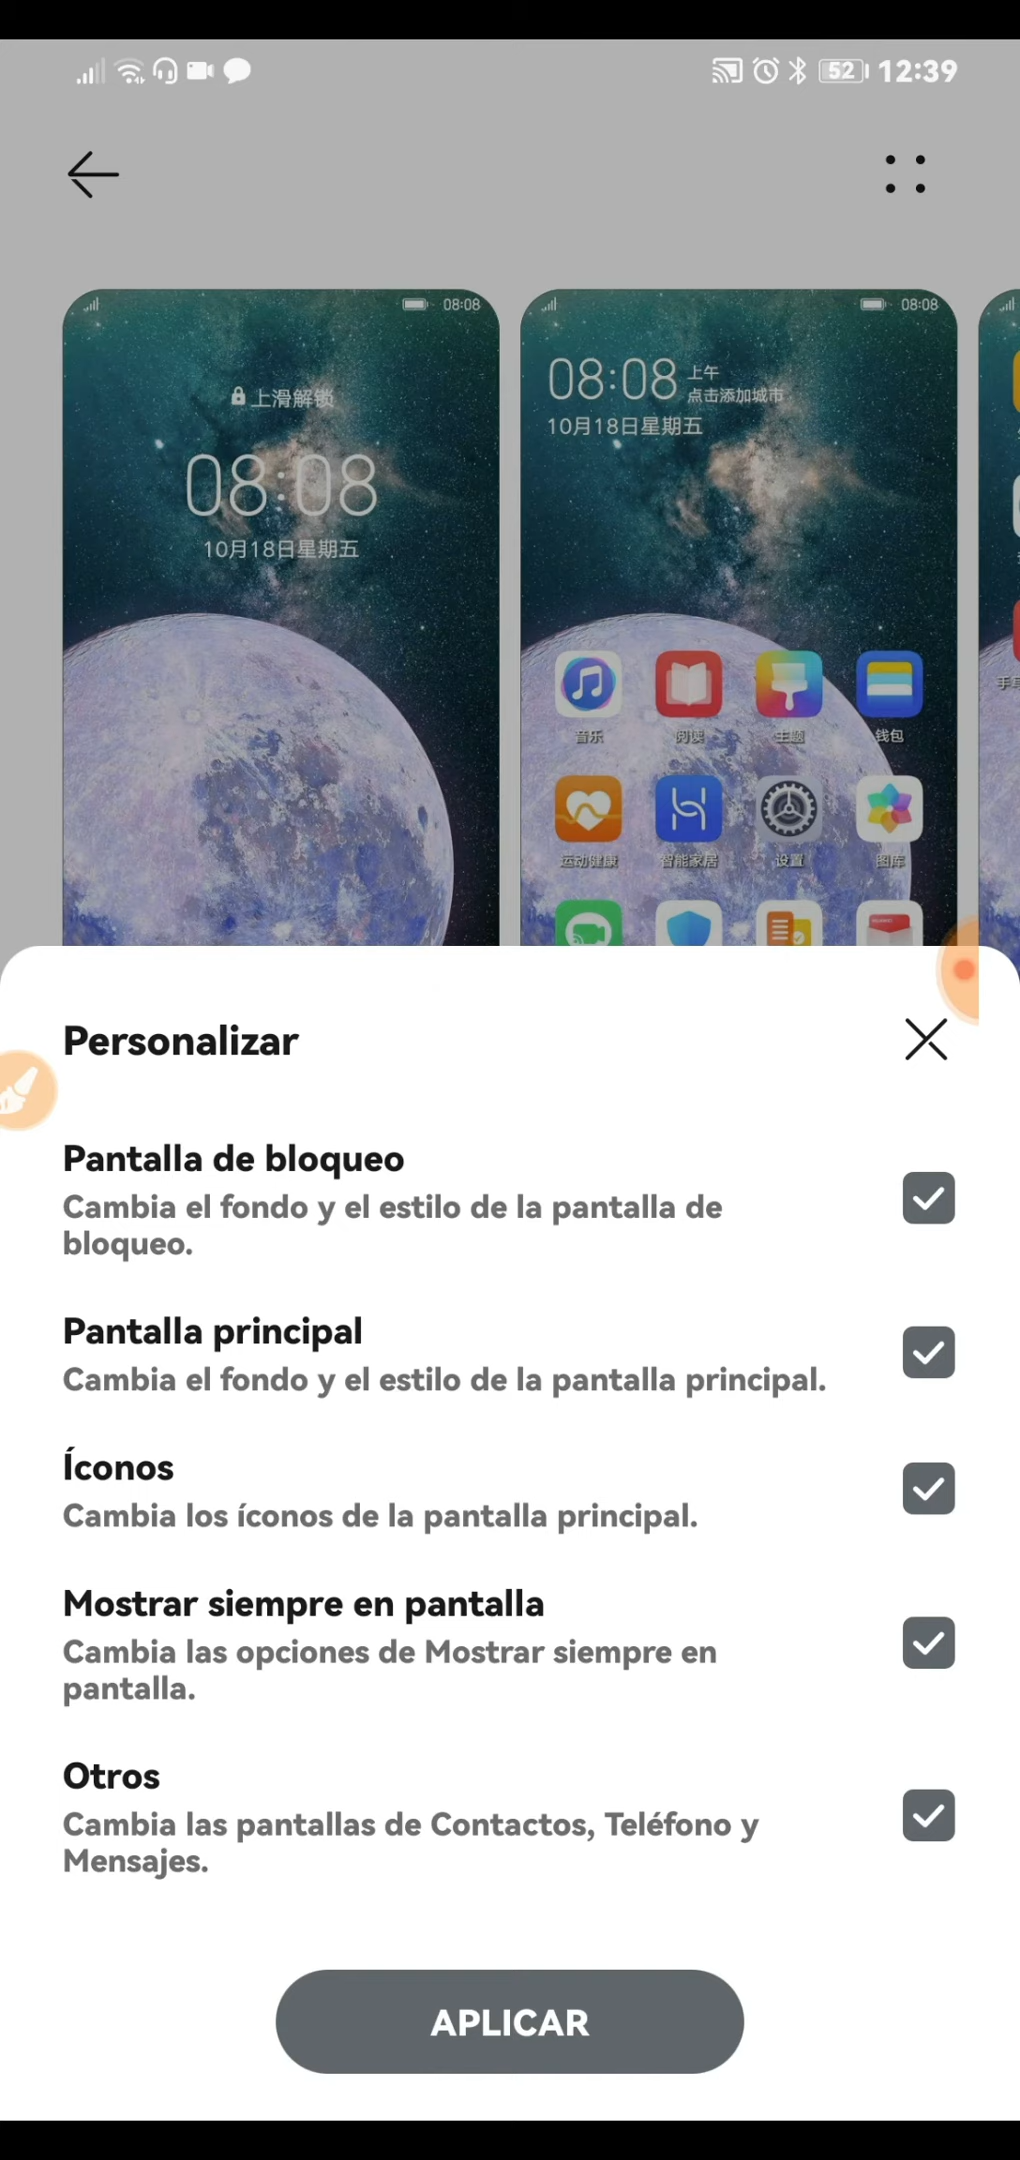 52 12:39
08:08
上滑解锁
08:08
10月18日星期五
08:08
08:08 上午
点击添加城市
10月18日星期五
音乐 阅读 主题 钱包
运动健康 智能家居 设置 图库
HUAWEI
Personalizar
Pantalla de bloqueo
Cambia el fondo y el estilo de la pantalla de
bloqueo.
Pantalla principal
Cambia el fondo y el estilo de la pantalla principal.
Íconos
Cambia los íconos de la pantalla principal.
Mostrar siempre en pantalla
Cambia las opciones de Mostrar siempre en
pantalla.
Otros
Cambia las pantallas de Contactos, Teléfono y
Mensajes.
APLICAR